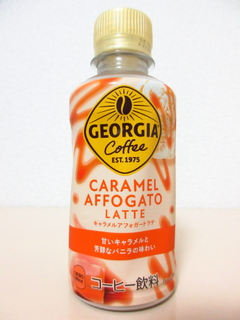 GEORGIA
Coffee
EST. 1975
CARAMEL
AFFOGATO
LATTE
キャラメルアフォガートラテ
甘いキャラメルと
芳醇なバニラの味わい
コーヒー飲料